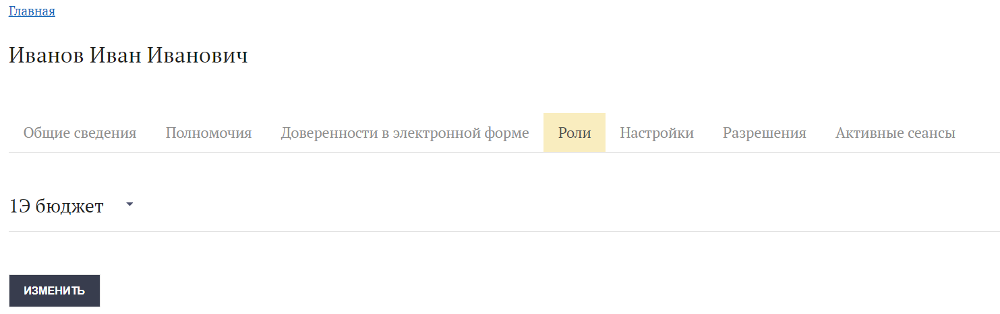 Главная
Иванов Иван Иванович
Общие сведения Полномочия Доверенности в электронной форме Роли Настройки Разрешения Активные сеансы
1Э бюджет
ИЗМЕНИТЬ